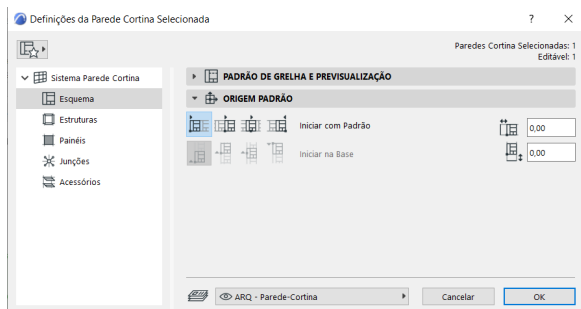 Definições da Parede Cortina Selecionada
? ×
Paredes Cortina Selecionadas: 1
Editável: 1
Sistema Parede Cortina
Esquema
Estruturas
Painéis
Junções
Acessórios
PADRÃO DE GRELHA E PREVISUALIZAÇÃO
ORIGEM PADRÃO
Iniciar com Padrão
0,00
Iniciar na Base
0,00
ARQ - Parede-Cortina
Cancelar
OK